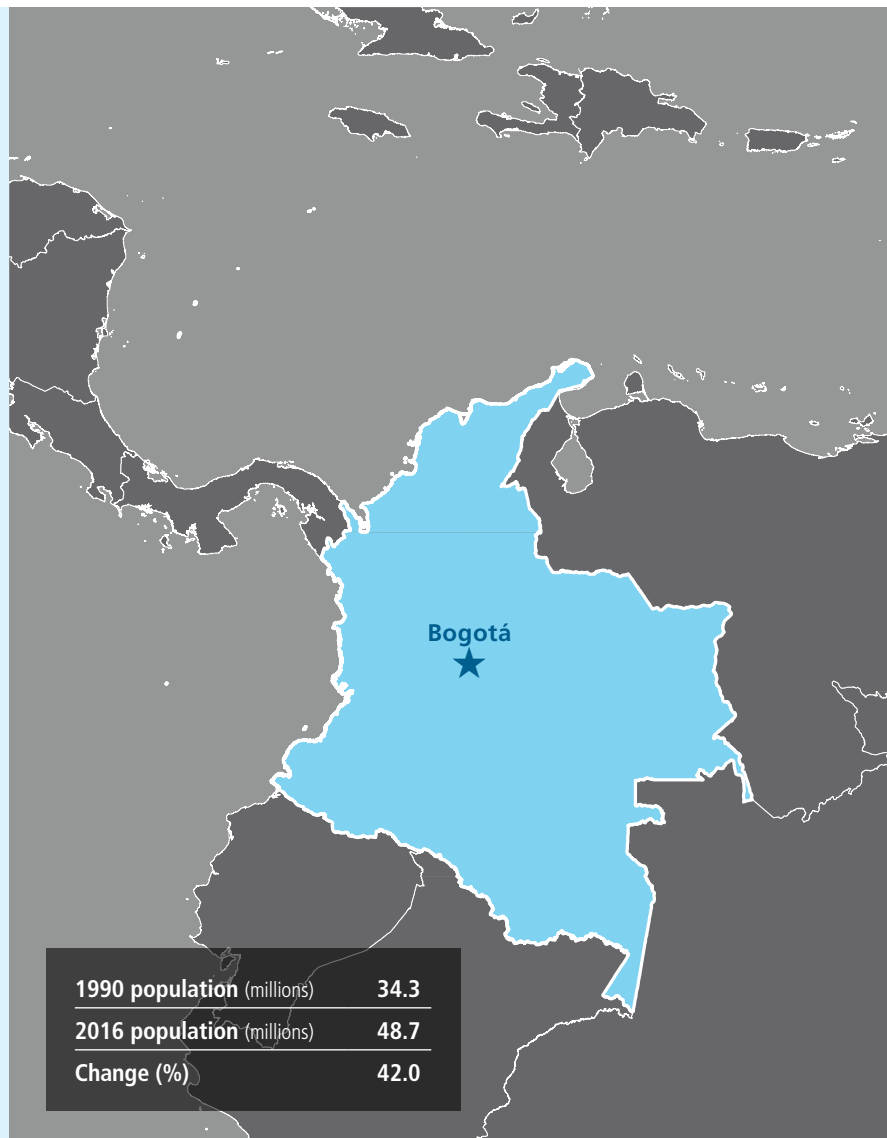 Bogotá
1990 population (millions) 34.3
2016 population (millions) 48.7
Change (%) 42.0